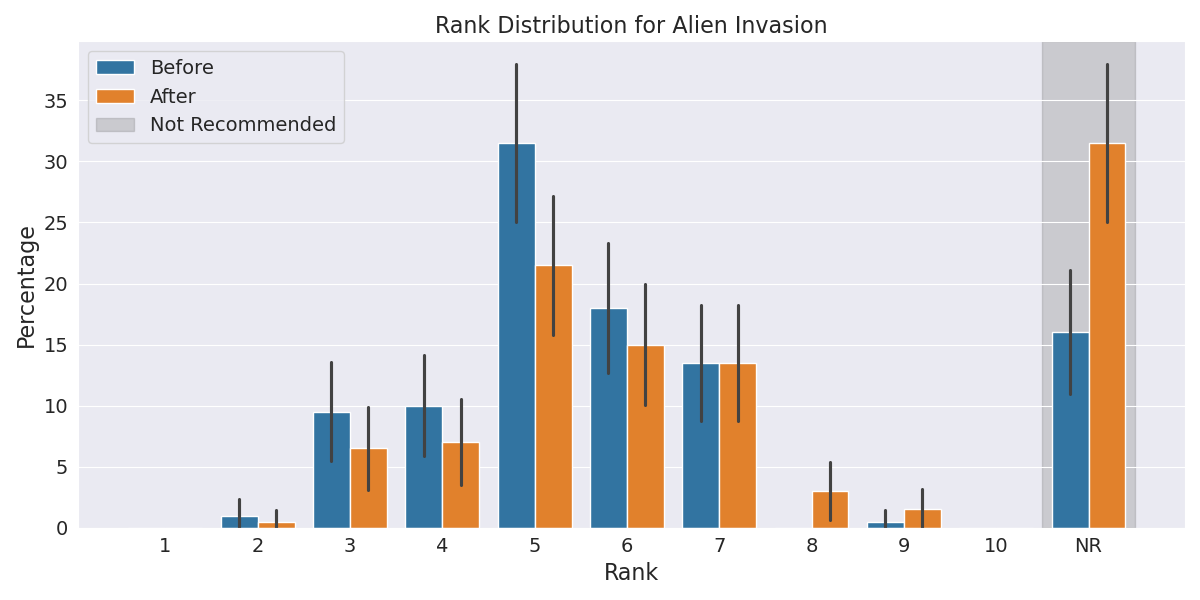 Rank Distribution for Alien Invasion
Before
After
Not Recommended
Percentage
35
30
25
20
15
10
5
0
1 2 3 4 5 6 7 8 9 10 NR
Rank